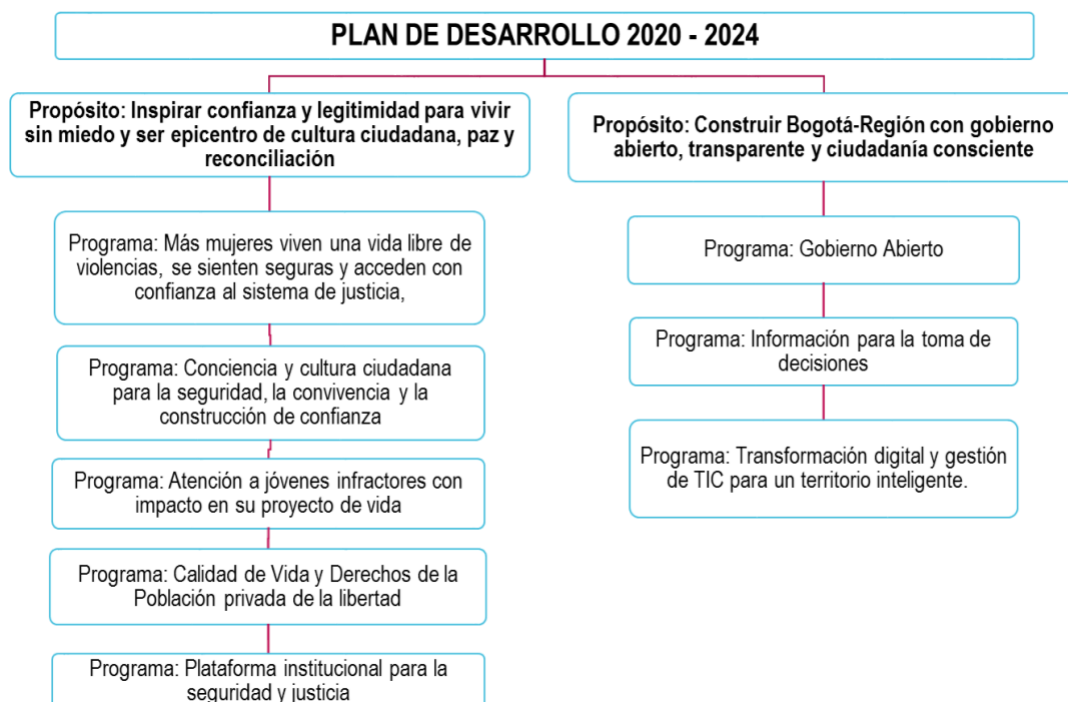 PLAN DE DESARROLLO 2020 - 2024
Propósito: Inspirar confianza y legitimidad para vivir
sin miedo y ser epicentro de cultura ciudadana, paz y
reconciliación
Programa: Más mujeres viven una vida libre de
violencias, se sienten seguras y acceden con
confianza al sistema de justicia,
Programa: Conciencia y cultura ciudadana
para la seguridad, la convivencia y la
construcción de confianza
Programa: Atención a jóvenes infractores con
impacto en su proyecto de vida
Programa: Calidad de Vida y Derechos de la
Población privada de la libertad
Programa: Plataforma institucional para la
seguridad y justicia
Propósito: Construir Bogotá-Región con gobierno
abierto, transparente y ciudadanía consciente
Programa: Gobierno Abierto
Programa: Información para la toma de
decisiones
Programa: Transformación digital y gestión
de TIC para un territorio inteligente.